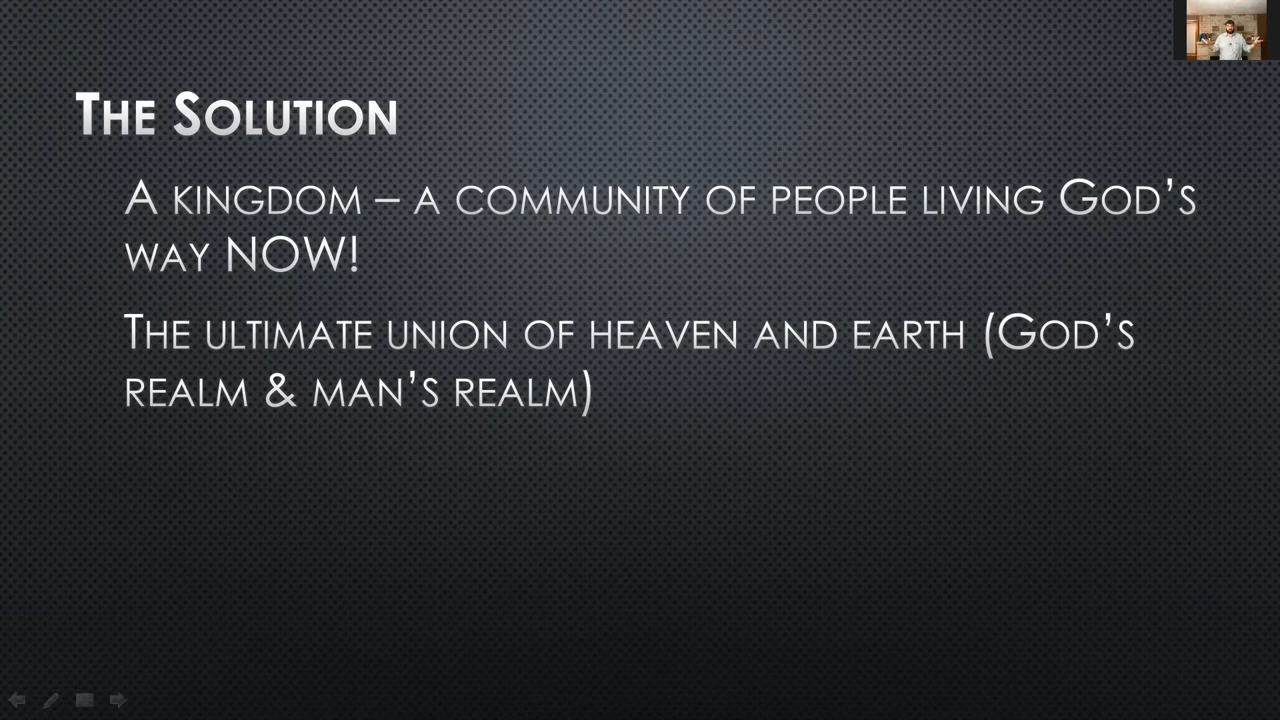 The Solution
A kingdom – a community of people living God's
way NOW!
The ultimate union of heaven and earth (God's
realm & man's realm)